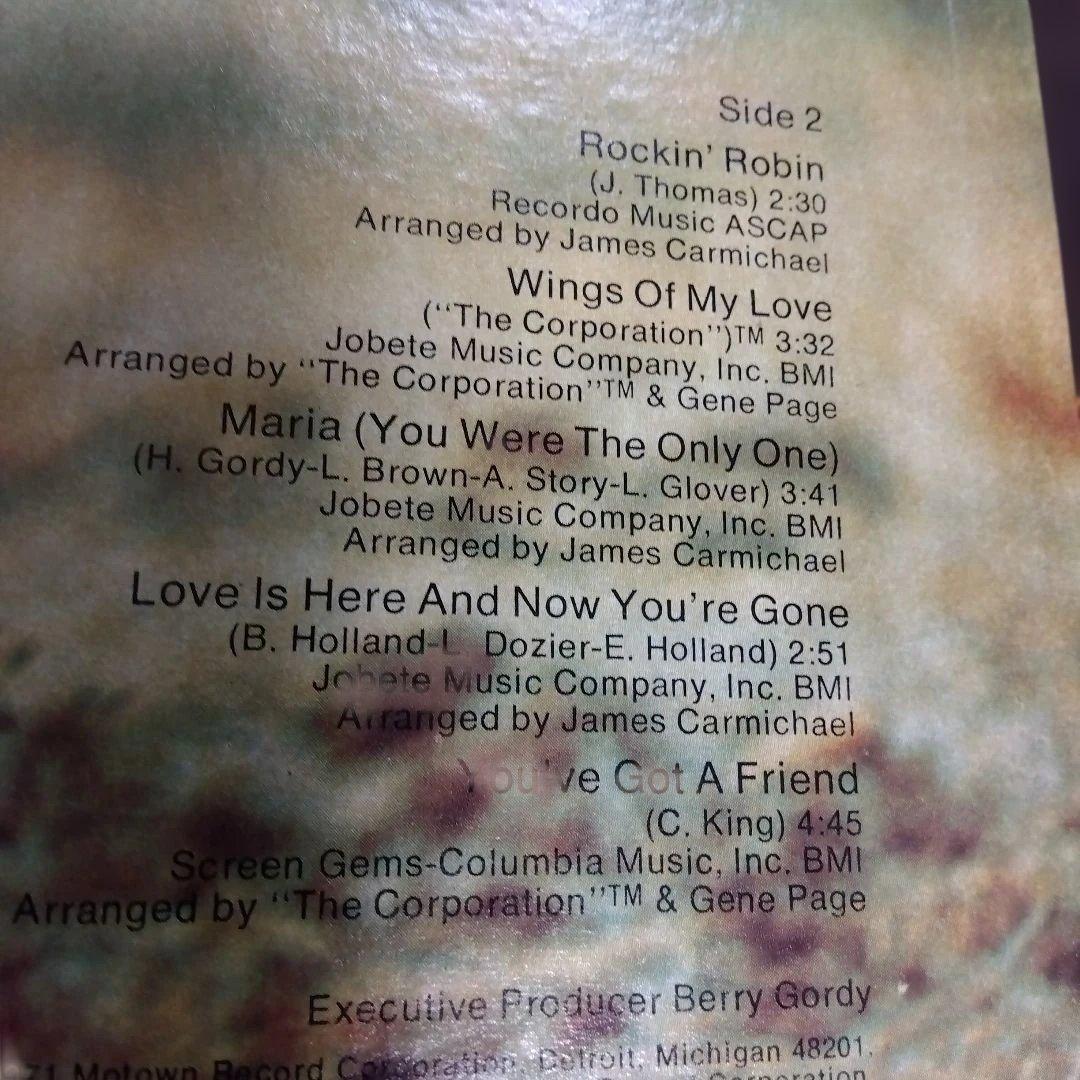 Side 2
Rockin' Robin
(J. Thomas) 2:30
Recordo Music ASCAP
Arranged by James Carmichael
Wings Of My Love
(“The Corporation”)™ 3:32
Jobete Music Company, Inc. BMI
Arranged by “The Corporation”™ & Gene Page
Maria (You Were The Only One)
(H. Gordy-L. Brown-A. Story-L. Glover) 3:41
Jobete Music Company, Inc. BMI
Arranged by James Carmichael
Love Is Here And Now You're Gone
(B. Holland-L. Dozier-E. Holland) 2:51
Jobete Music Company, Inc. BMI
Arranged by James Carmichael
You've Got A Friend
(C. King) 4:45
Screen Gems-Columbia Music, Inc. BMI
Arranged by “The Corporation”™ & Gene Page
Executive Producer Berry Gordy
71 Motown Record Corporation, Detroit, Michigan 48201.
Corporation